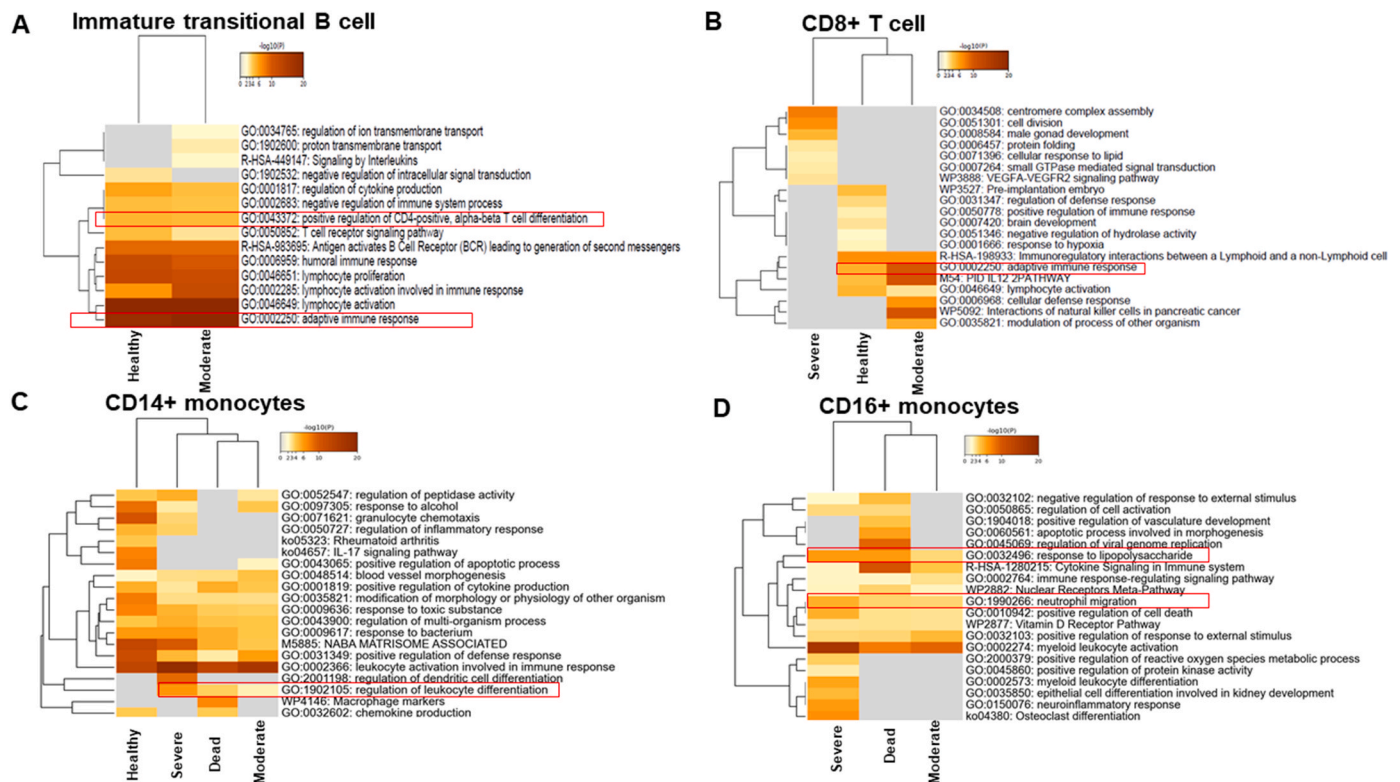 A
Immature transitional B cell
-log10(P)
0 2 3 4 6 10 20
GO:0034765: regulation of ion transmembrane transport
GO:1902600: proton transmembrane transport
R-HSA-449147: Signaling by Interleukins
GO:1902532: negative regulation of intracellular signal transduction
GO:0001817: regulation of cytokine production
GO:0002683: negative regulation of immune system process
GO:0043372: positive regulation of CD4-positive, alpha-beta T cell differentiation
GO:0050852: T cell receptor signaling pathway
R-HSA-983695: Antigen activates B Cell Receptor (BCR) leading to generation of second messengers
GO:0006959: humoral immune response
GO:0046651: lymphocyte proliferation
GO:0002285: lymphocyte activation involved in immune response
GO:0046649: lymphocyte activation
GO:0002250: adaptive immune response
Healthy
Moderate
B
CD8+ T cell
-log10(P)
0 2 3 4 6 10 20
GO:0034508: centromere complex assembly
GO:0051301: cell division
GO:0008584: male gonad development
GO:0006457: protein folding
GO:0071396: cellular response to lipid
GO:0007264: small GTPase mediated signal transduction
WP3888: VEGFA-VEGFR2 signaling pathway
WP3527: Pre-implantation embryo
GO:0031347: regulation of defense response
GO:0050778: positive regulation of immune response
GO:0007420: brain development
GO:0051346: negative regulation of hydrolase activity
GO:0001666: response to hypoxia
R-HSA-198933: Immunoregulatory interactions between a Lymphoid and a non-Lymphoid cell
GO:0002250: adaptive immune response
M54: PID IL12 2PATHWAY
GO:0046649: lymphocyte activation
GO:0006968: cellular defense response
WP5092: Interactions of natural killer cells in pancreatic cancer
GO:0035821: modulation of process of other organism
Severe
Healthy
Moderate
C
CD14+ monocytes
-log10(P)
0 2 3 4 6 10 20
GO:0052547: regulation of peptidase activity
GO:0097305: response to alcohol
GO:0071621: granulocyte chemotaxis
GO:0050727: regulation of inflammatory response
ko05323: Rheumatoid arthritis
ko04657: IL-17 signaling pathway
GO:0043065: positive regulation of apoptotic process
GO:0048514: blood vessel morphogenesis
GO:0001819: positive regulation of cytokine production
GO:0035821: modification of morphology or physiology of other organism
GO:0009636: response to toxic substance
GO:0043900: regulation of multi-organism process
GO:0009617: response to bacterium
M5885: NABA MATRISOME ASSOCIATED
GO:0031349: positive regulation of defense response
GO:0002366: leukocyte activation involved in immune response
GO:2001198: regulation of dendritic cell differentiation
GO:1902105: regulation of leukocyte differentiation
WP4146: Macrophage markers
GO:0032602: chemokine production
Healthy
Severe
Dead
Moderate
D
CD16+ monocytes
-log10(P)
0 2 3 4 6 10 20
GO:0032102: negative regulation of response to external stimulus
GO:0050865: regulation of cell activation
GO:1904018: positive regulation of vasculature development
GO:0060561: apoptotic process involved in morphogenesis
GO:0045069: regulation of viral genome replication
GO:0032496: response to lipopolysaccharide
R-HSA-1280215: Cytokine Signaling in Immune system
GO:0002764: immune response-regulating signaling pathway
WP2882: Nuclear Receptors Meta-Pathway
GO:1990266: neutrophil migration
GO:0010942: positive regulation of cell death
WP2877: Vitamin D Receptor Pathway
GO:0032103: positive regulation of response to external stimulus
GO:0002274: myeloid leukocyte activation
GO:2000379: positive regulation of reactive oxygen species metabolic process
GO:0045860: positive regulation of protein kinase activity
GO:0002573: myeloid leukocyte differentiation
GO:0035850: epithelial cell differentiation involved in kidney development
GO:0150076: neuroinflammatory response
ko04380: Osteoclast differentiation
Severe
Dead
Moderate